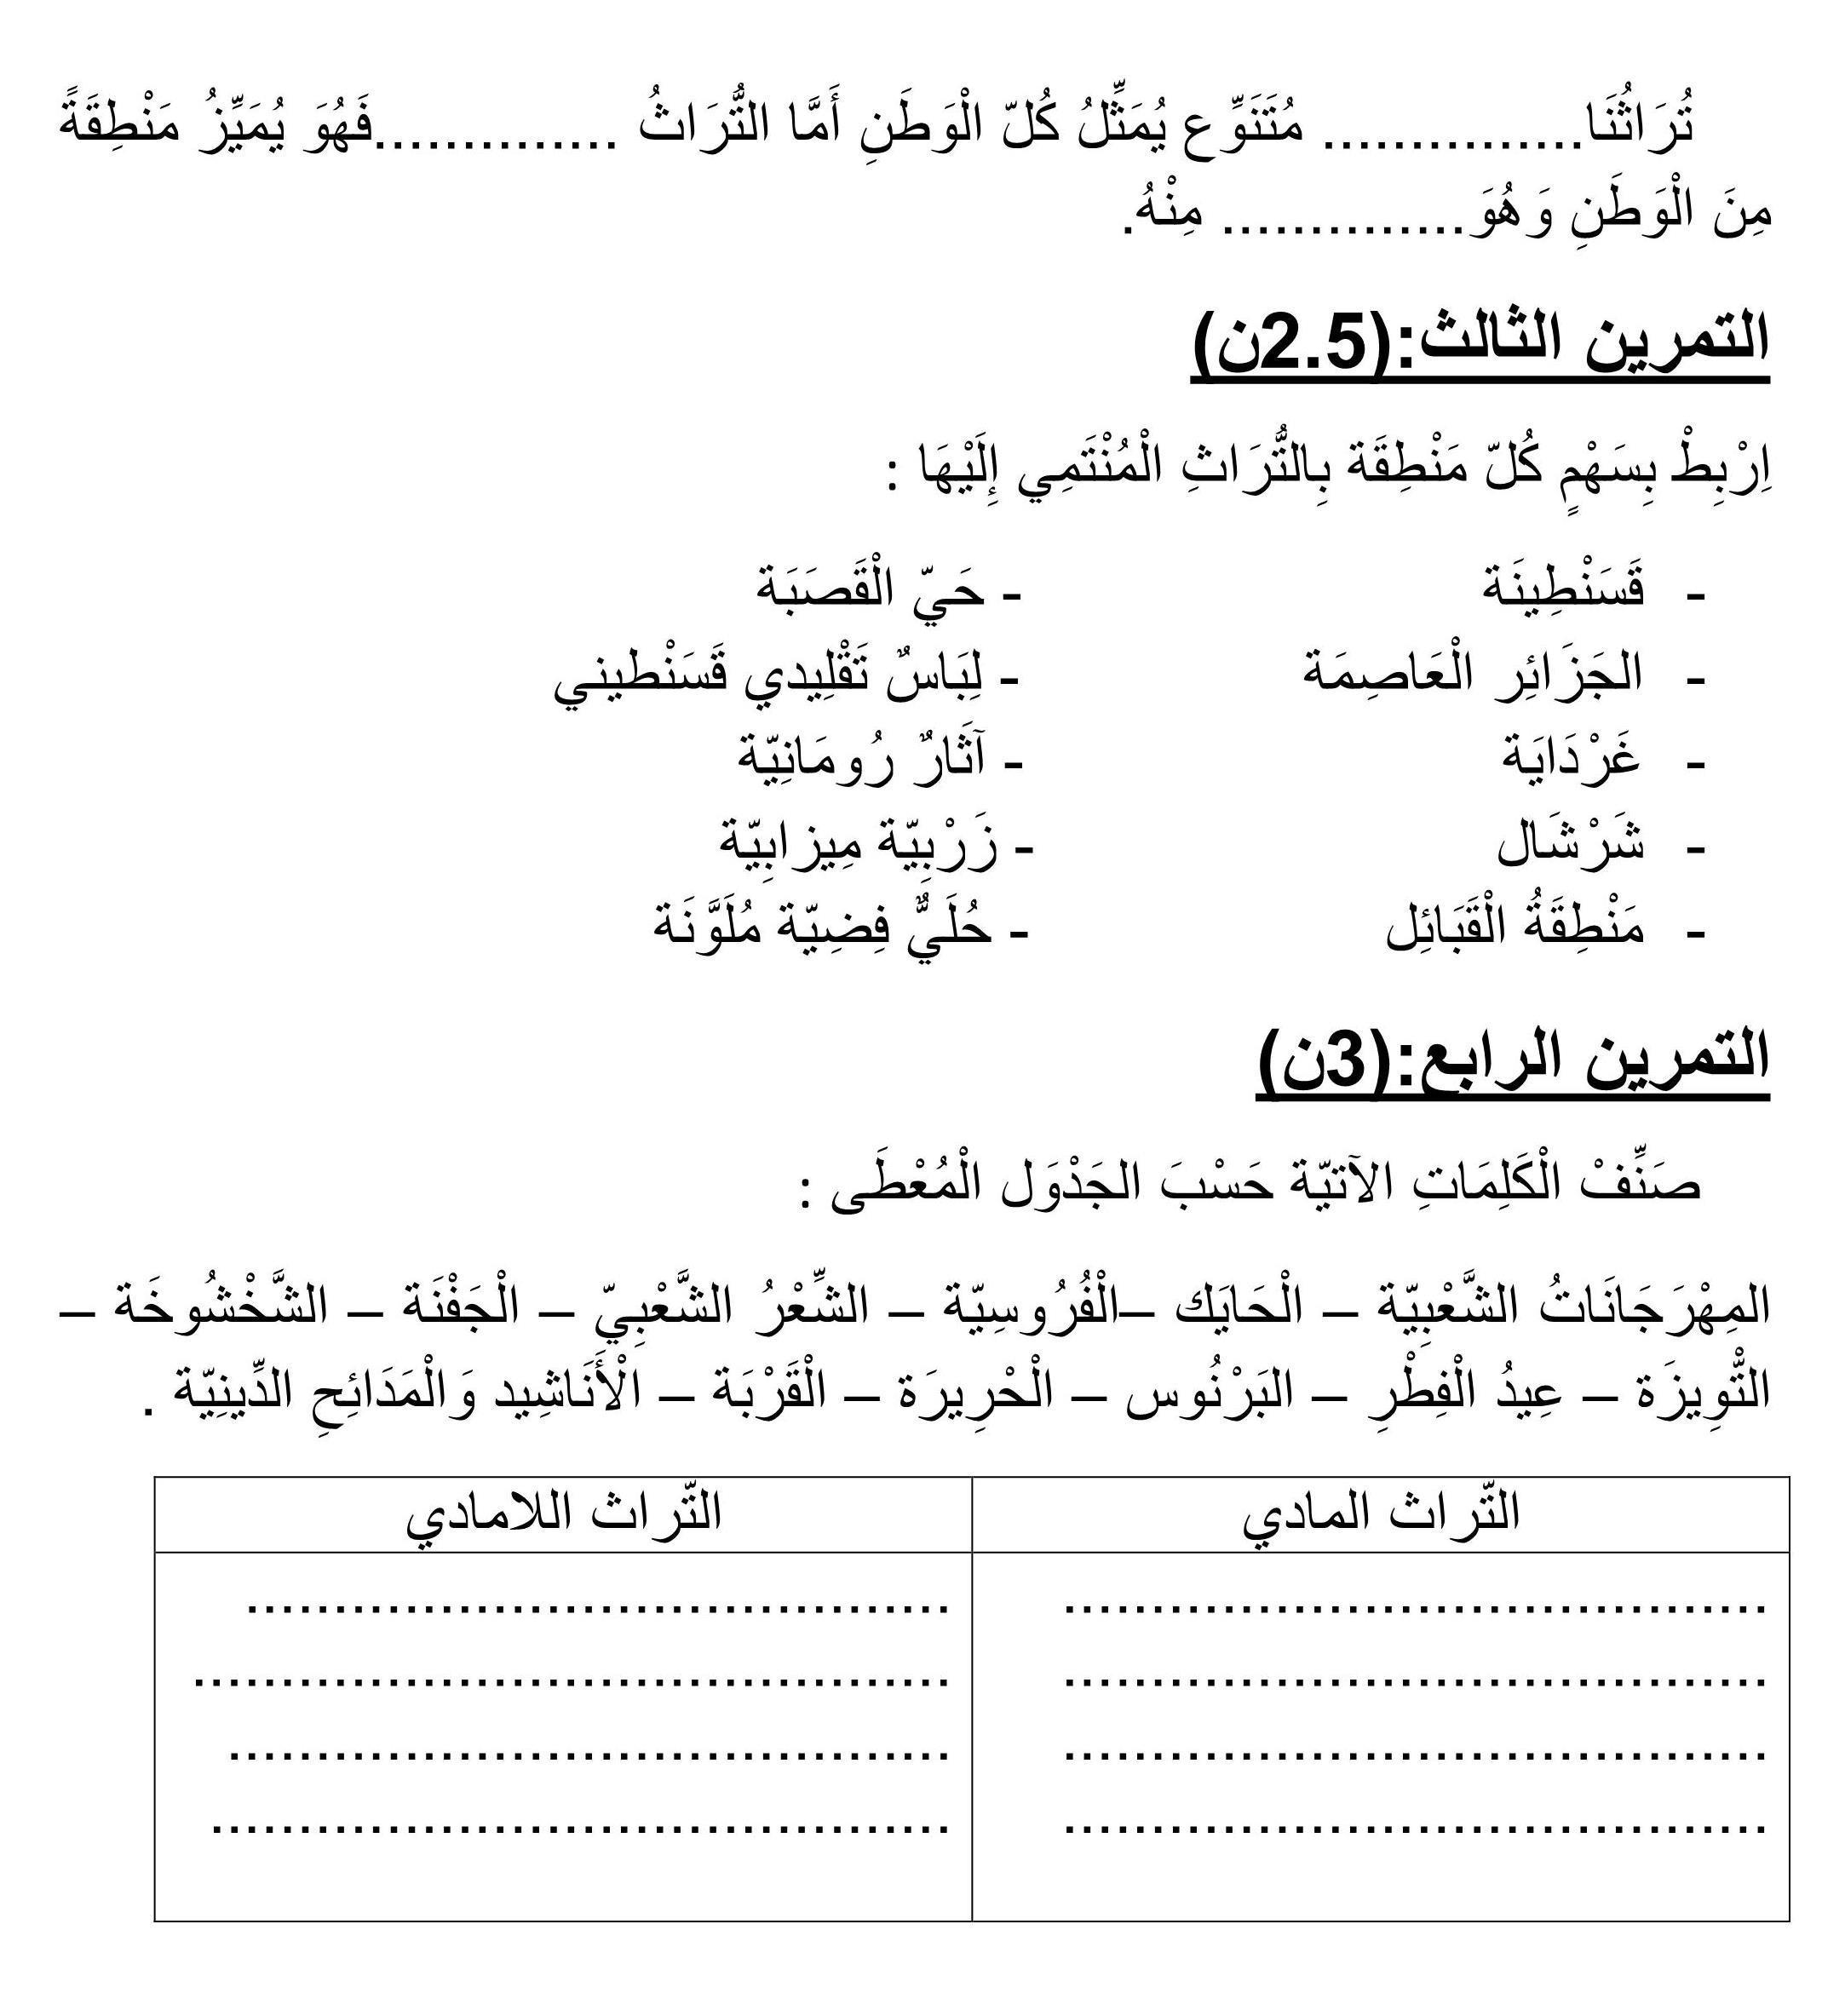 تُرَاثُنَا............... مُتَنَوِّع يُمَثِّلُ كُلّ الْوَطَنِ أَمَّا التُّرَاثُ ..............فَهُوَ يُمَيِّزُ مَنْطِقَةً
مِنَ الْوَطَنِ وَهُوَ.............. مِنْهُ.
التمرين الثالث:(2.5ن)
اِرْبِطْ بِسَهْمٍ كُلّ مَنْطِقَة بِالتُّرَاثِ الْمُنْتَمِي إِلَيْهَا :
- قَسَنْطِينَة - حَيّ الْقَصَبَة
- الجَزَائِر الْعَاصِمَة - لِبَاسٌ تَقْلِيدي قَسَنْطيني
- غَرْدَايَة - آثَارٌ رُومَانِيّة
- شَرْشَال - زَرْبِيّة مِيزابِيّة
- مَنْطِقَةُ الْقَبَائِل - حُلَيٌّ فِضِيّة مُلَوَّنَة
التمرين الرابع:(3ن)
صَنِّفْ الْكَلِمَاتِ الآتيّة حَسْبَ الجَدْوَل الْمُعْطَى :
المِهْرَجَانَاتُ الشَّعْبِيّة – الْحَايَك –الْفُرُوسِيّة – الشِّعْرُ الشَّعْبِيّ – الْجَفْنَة – الشَّخْشُوخَة –
التّْوِيزَة – عِيدُ الْفِطْرِ – البَرْنُوس – الْحْرِيرَة – الْقَرْبَة – الْأَنَاشِيد وَالْمَدَائِحِ الدِّينِيّة .
التّراث المادي التّراث اللامادي
........................................ ........................................
........................................ ...........................................
........................................ .........................................
........................................ ..........................................